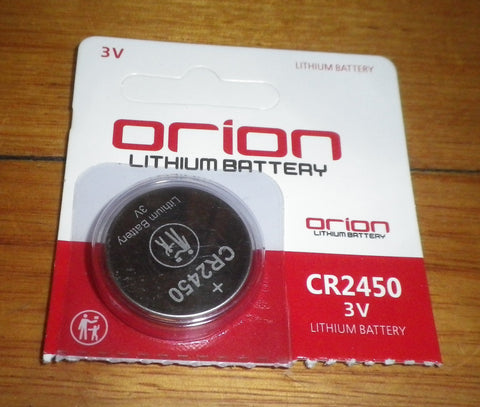 3V
LITHIUM BATTERY
orion
LITHIUM BATTERY
orion
LITHIUM BATTERY
CR2450
3V
LITHIUM BATTERY
Lithium Battery
3V
CR2450
+